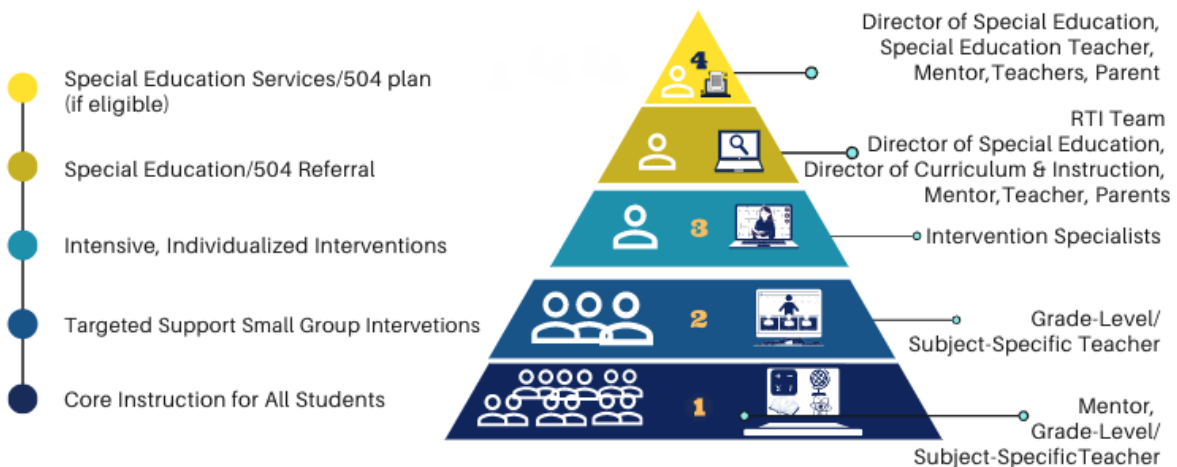 Special Education Services/504 plan
(if eligible)
Special Education/504 Referral
Intensive, Individualized Interventions
Targeted Support Small Group Intervetions
Core Instruction for All Students
4
3
2
1
Director of Special Education,
Special Education Teacher,
Mentor,Teachers, Parent
RTI Team
Director of Special Education,
Director of Curriculum & Instruction,
Mentor,Teacher, Parents
Intervention Specialists
Grade-Level/
Subject-Specific Teacher
Mentor,
Grade-Level/
Subject-SpecificTeacher